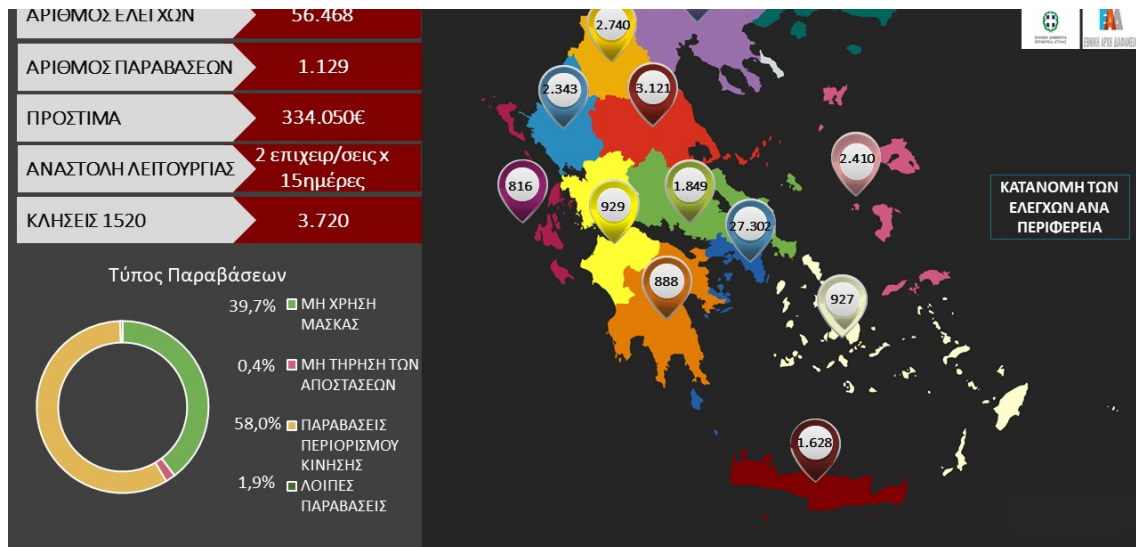 ΑΡΙΘΜΟΣ ΕΛΕΓΧΩΝ
56.468
ΑΡΙΘΜΟΣ ΠΑΡΑΒΑΣΕΩΝ
1.129
ΠΡΟΣΤΙΜΑ
334.050€
ΑΝΑΣΤΟΛΗ ΛΕΙΤΟΥΡΓΙΑΣ
2 επιχειρ/σεις x
15ημέρες
ΚΛΗΣΕΙΣ 1520
3.720
Τύπος Παραβάσεων
39,7%
ΜΗ ΧΡΗΣΗ
ΜΑΣΚΑΣ
0,4%
ΜΗ ΤΗΡΗΣΗ ΤΩΝ
ΑΠΟΣΤΑΣΕΩΝ
58,0%
ΠΑΡΑΒΑΣΕΙΣ
ΠΕΡΙΟΡΙΣΜΟΥ
ΚΙΝΗΣΗΣ
1,9%
ΛΟΙΠΕΣ
ΠΑΡΑΒΑΣΕΙΣ
2.740
2.343
3.121
816
929
1.849
2.410
27.302
888
927
1.628
ΕΑΔ
ΕΘΝΙΚΗ ΑΡΧΗ ΔΙΑΦΑΝΕΙΑΣ
ΚΑΤΑΝΟΜΗ ΤΩΝ
ΕΛΕΓΧΩΝ ΑΝΑ
ΠΕΡΙΦΕΡΕΙΑ